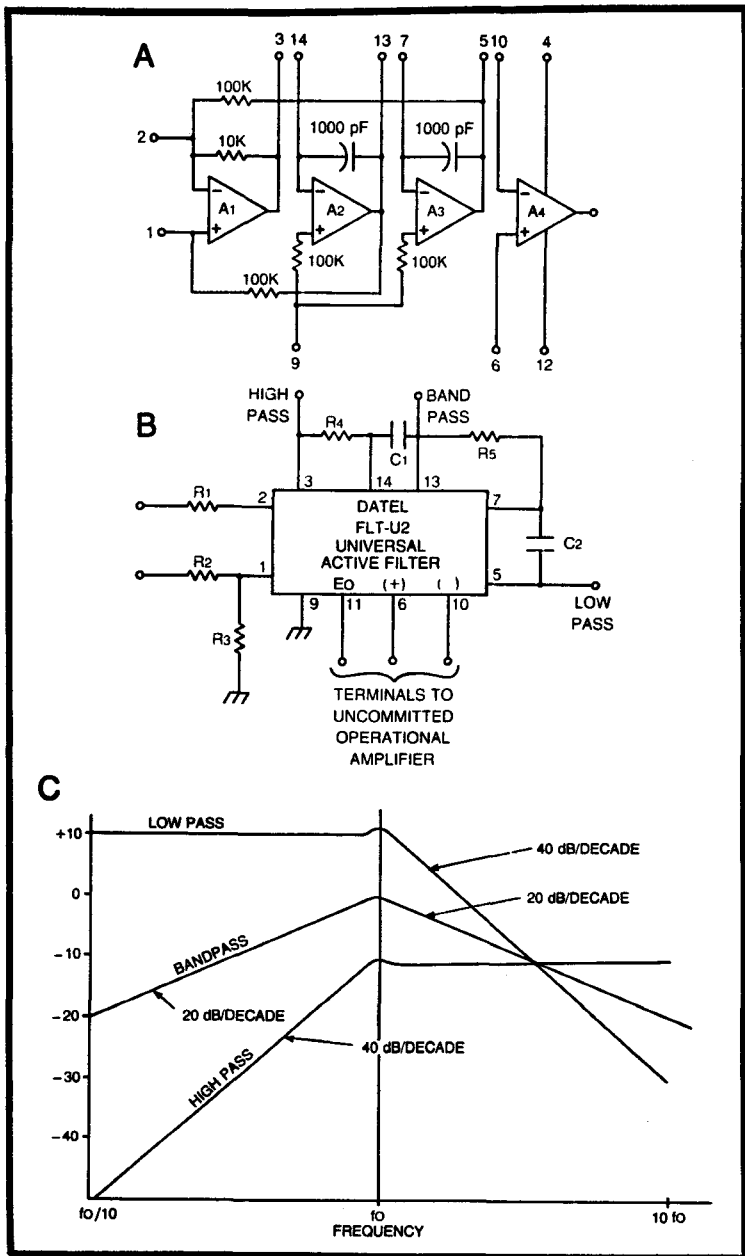 A
3 14 13 7 5 10 4
100K
1000 pF 1000 pF
2
10K
A1 A2 A3 A4
1
100K 100K
100K
9 6 12
B
HIGH PASS
BAND PASS
R4
C1
R5
3 14 13
R1
2
7
DATEL
FLT-U2
UNIVERSAL
ACTIVE FILTER
C2
R2
1
5
EO (+) ( )
9 11 6 10
LOW PASS
R3
TERMINALS TO
UNCOMMITTED
OPERATIONAL
AMPLIFIER
C
LOW PASS
+10
40 dB/DECADE
0
20 dB/DECADE
-10
BANDPASS
-20
20 dB/DECADE
40 dB/DECADE
-30
HIGH PASS
-40
fO/10 fO 10 fO
FREQUENCY